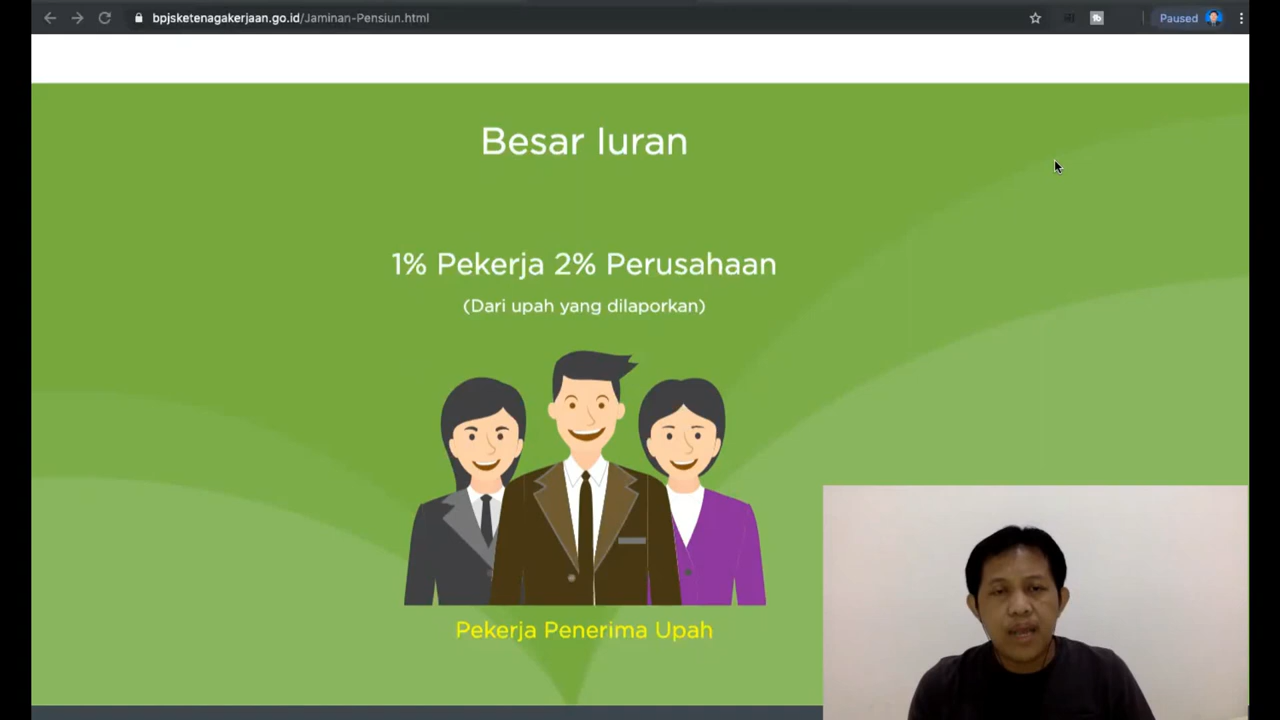 bpjsketenagakerjaan.go.id/Jaminan-Pensiun.html
Paused
Besar Iuran
1% Pekerja 2% Perusahaan
(Dari upah yang dilaporkan)
Pekerja Penerima Upah